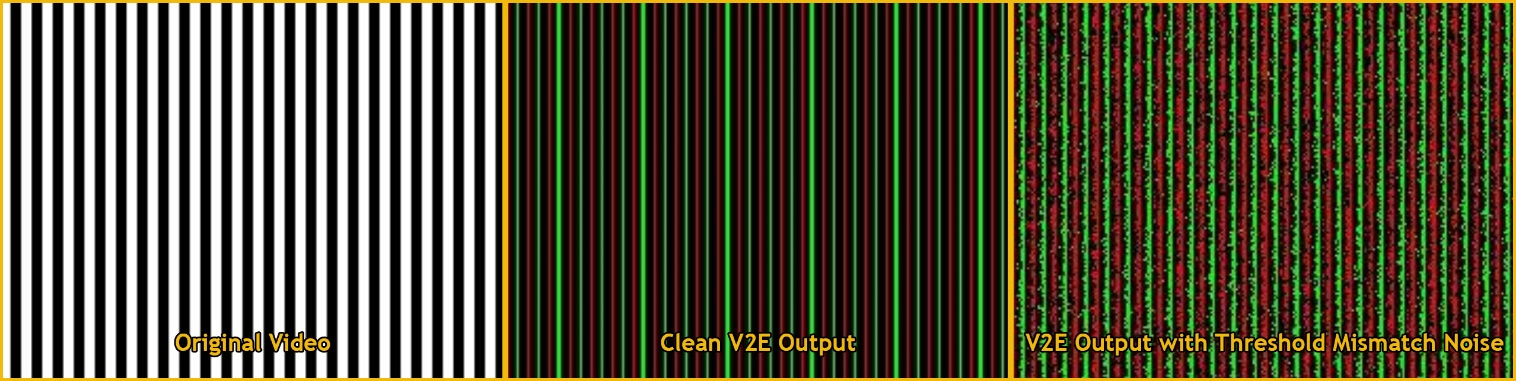 Original Video
Clean V2E Output
V2E Output with Threshold Mismatch Noise